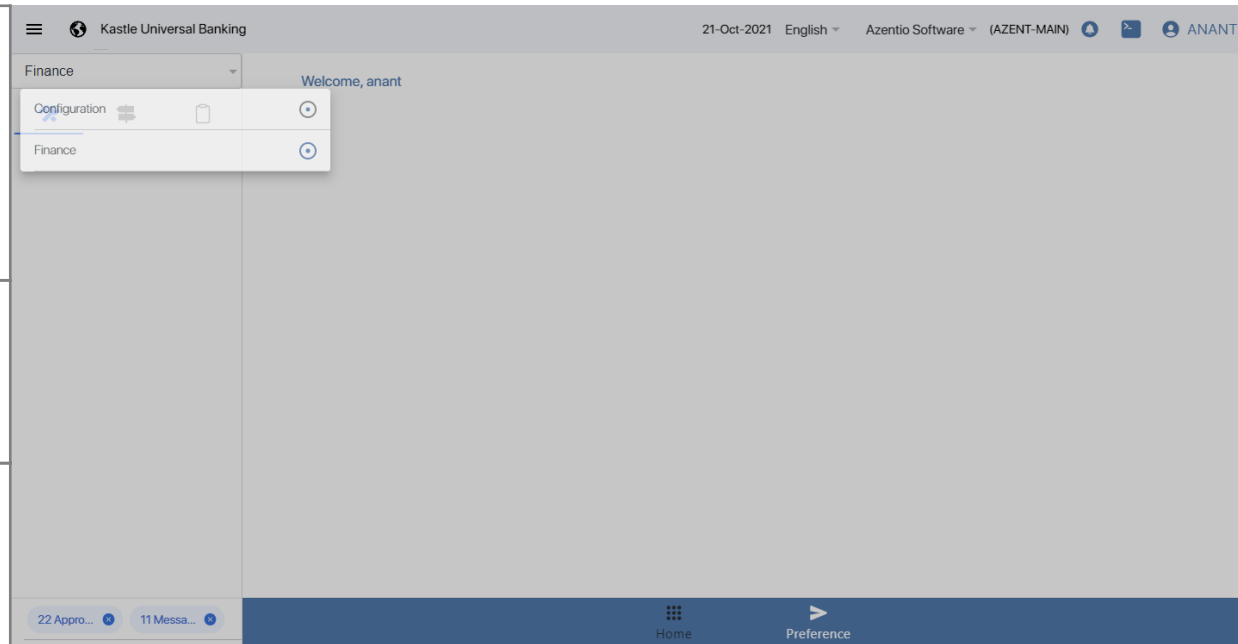 Kastle Universal Banking 21-Oct-2021 English Azentio Software (AZENT-MAIN) ANANT
Finance
Welcome, anant
Configuration
Finance
22 Appro... 11 Messa...
Home Preference